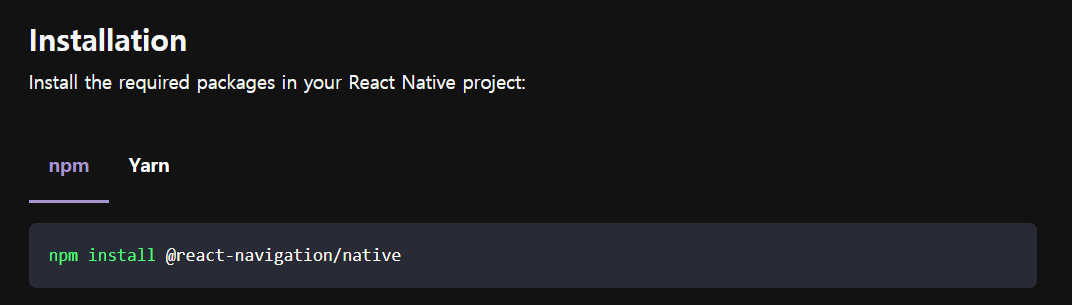 Installation
Install the required packages in your React Native project:
npm Yarn
npm install @react-navigation/native